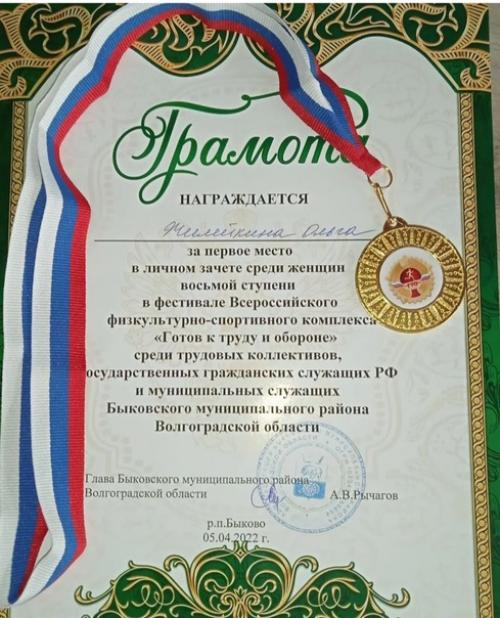 Грамота
НАГРАЖДАЕТСЯ
Жилейкина Ольга
за первое место
в личном зачете среди женщин
восьмой ступени
в фестивале Всероссийского
физкультурно-спортивного комплекса
«Готов к труду и обороне»
среди трудовых коллективов,
осударственных гражданских служащих РФ
и муниципальных служащих
Быковского муниципального района
Волгоградской области
Глава Быковского муниципального района
Волгоградской области А.В.Рычагов
р.п.Быково
05.04.2022 г.